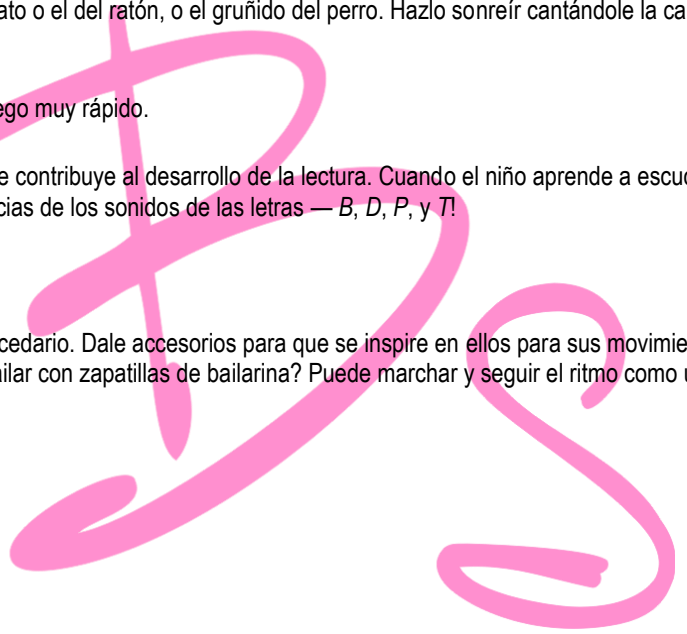 ato o el del ratón, o el gruñido del perro. Hazlo sonreír cantándole la ca
ego muy rápido.
e contribuye al desarrollo de la lectura. Cuando el niño aprende a escu
cias de los sonidos de las letras — B, D, P, y T!
cedario. Dale accesorios para que se inspire en ellos para sus movimie
ailar con zapatillas de bailarina? Puede marchar y seguir el ritmo como u
B
S